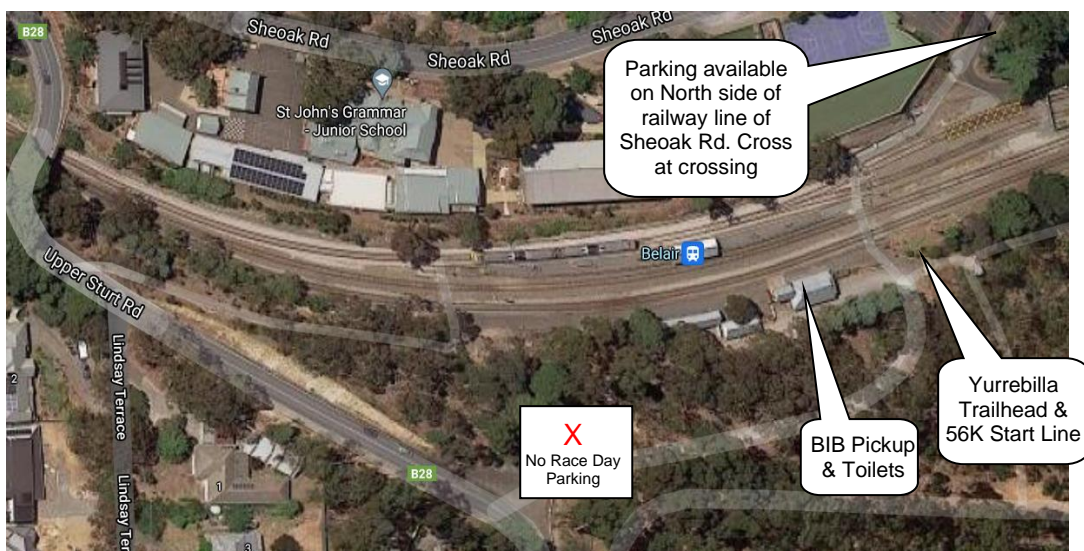 B28
Sheoak Rd
Sheoak Rd
Sheoak Rd
St John's Grammar
- Junior School
Parking available
on North side of
railway line of
Sheoak Rd. Cross
at crossing
Belair
Upper Sturt Rd
Lindsay Terrace
2
X
No Race Day
Parking
BIB Pickup
& Toilets
Yurrebilla
Trailhead &
56K Start Line
B28
1
Lindsay Ter
3